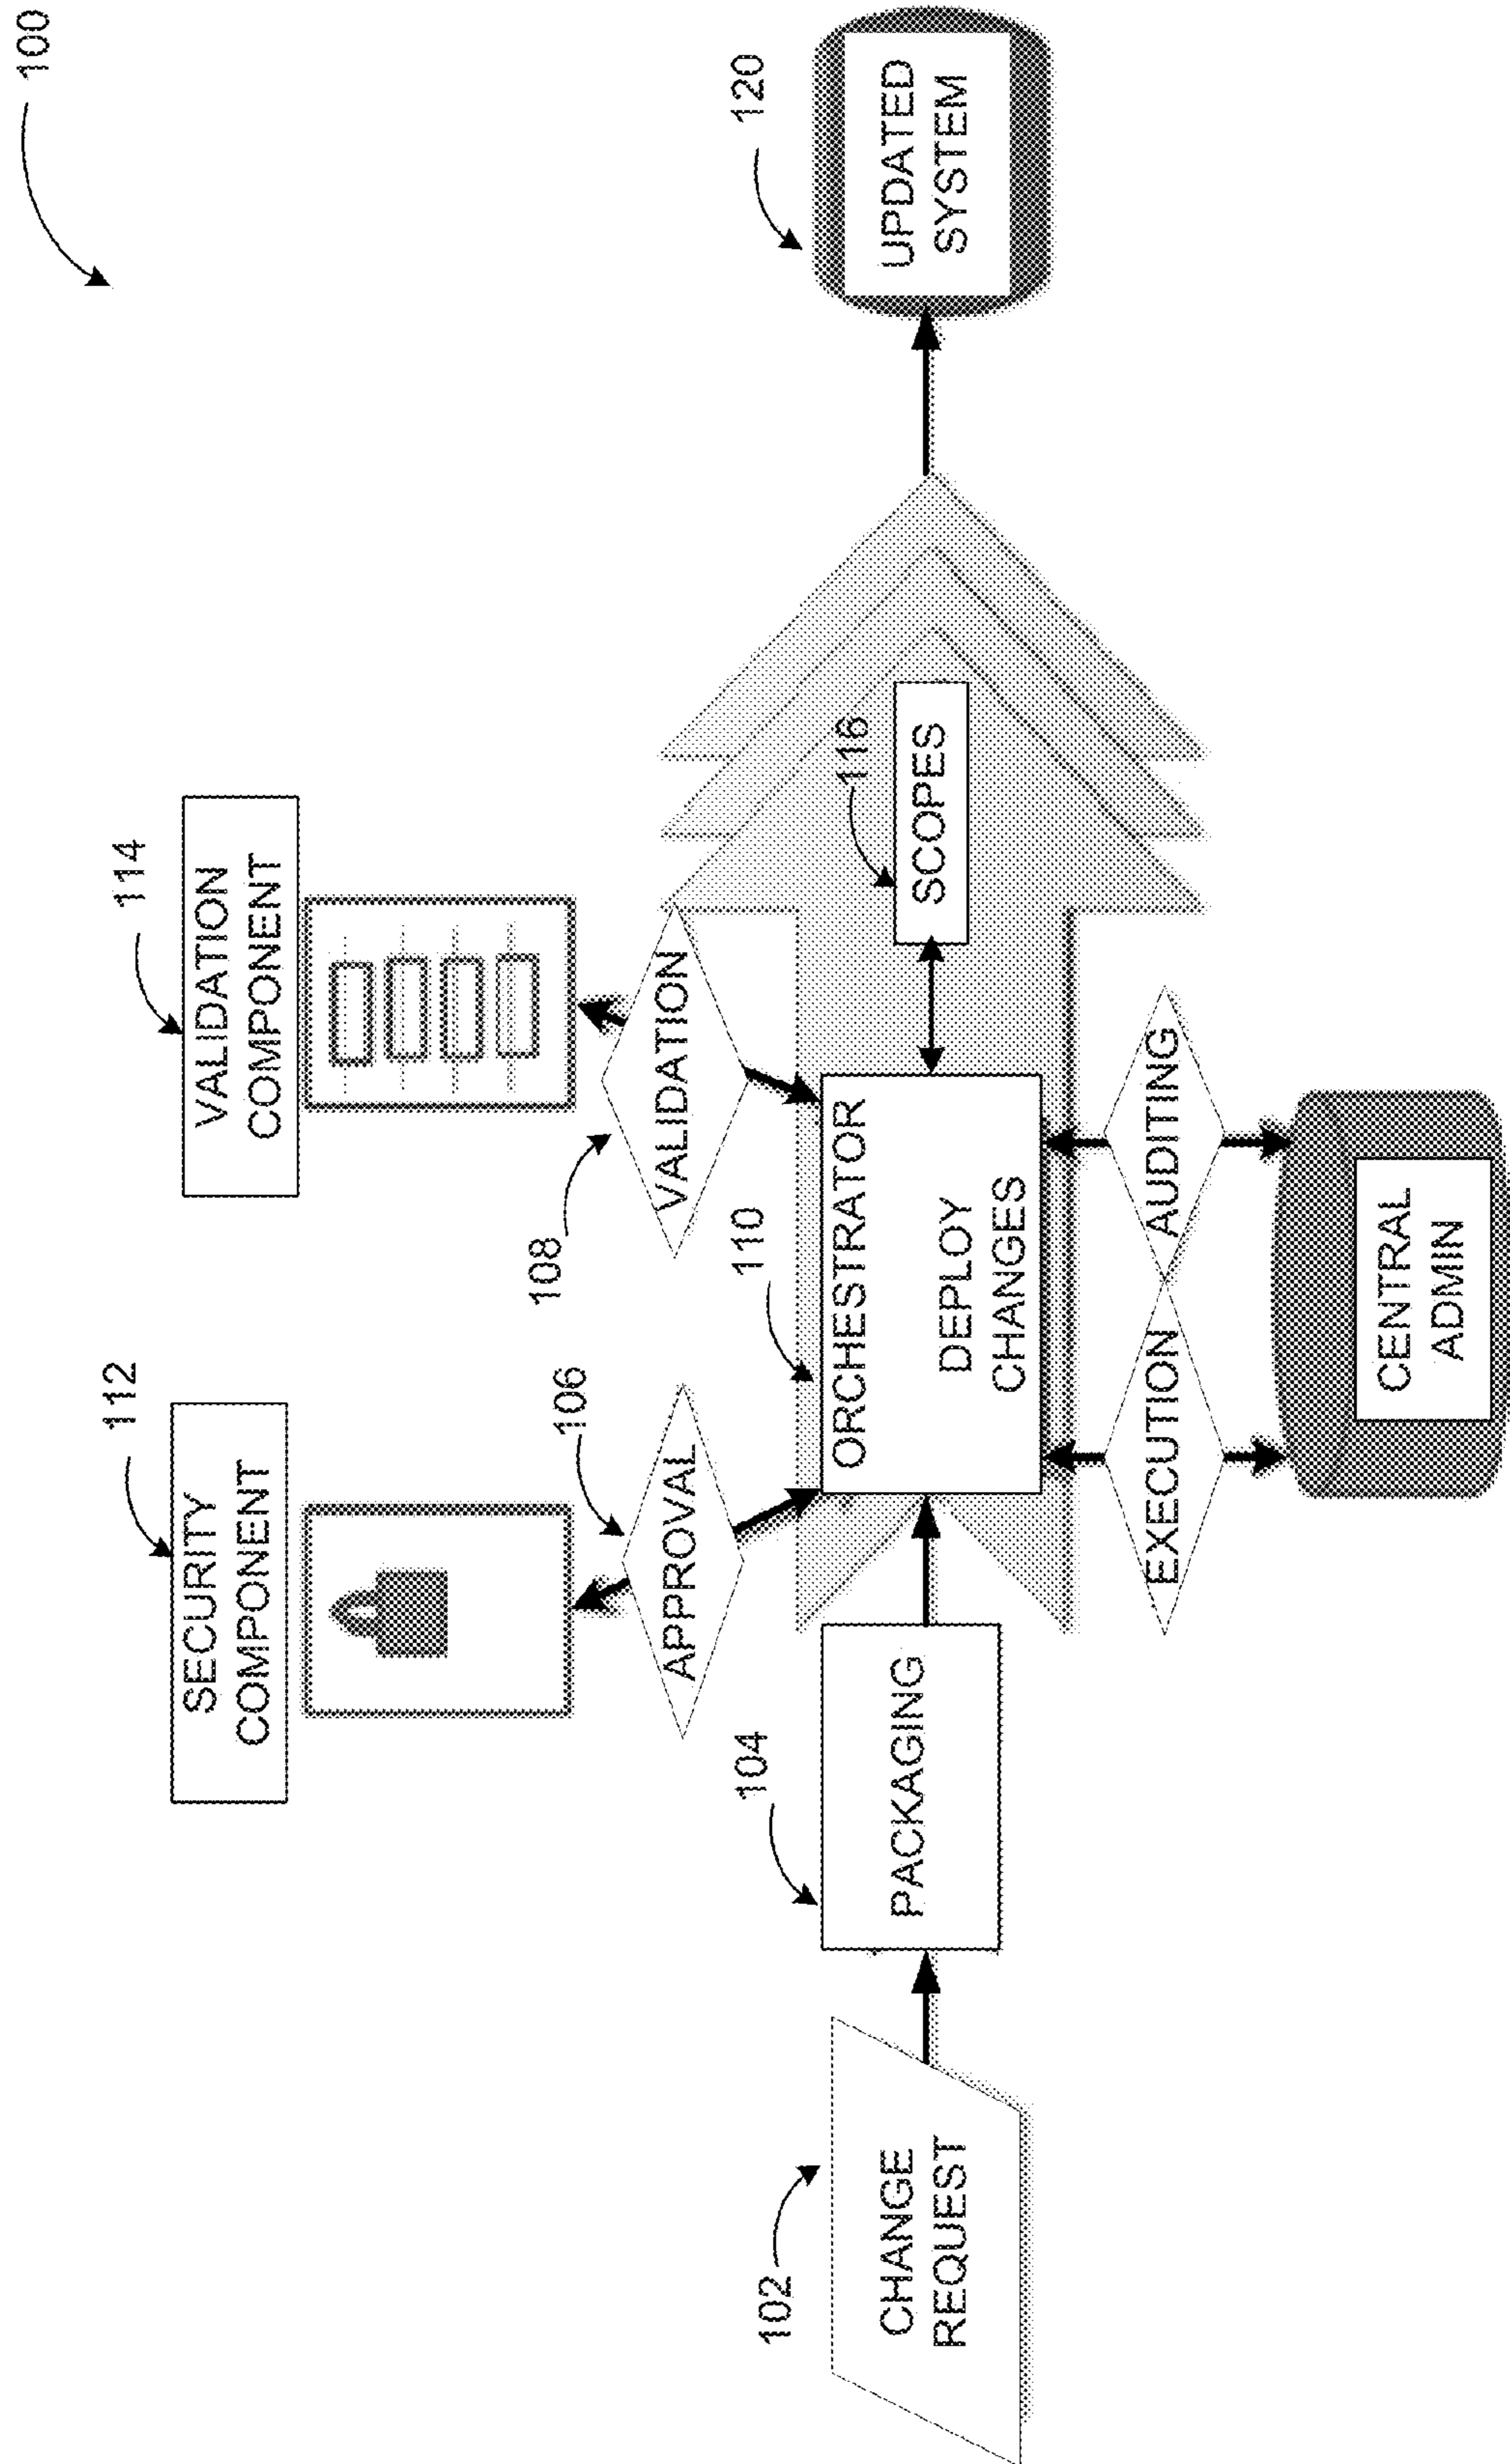 100
112
SECURITY
COMPONENT
114
VALIDATION
COMPONENT
106
APPROVAL
108
VALIDATION
102
CHANGE
REQUEST
104
PACKAGING
110
ORCHESTRATOR
DEPLOY
CHANGES
116
SCOPES
120
UPDATED
SYSTEM
EXECUTION
AUDITING
CENTRAL
ADMIN